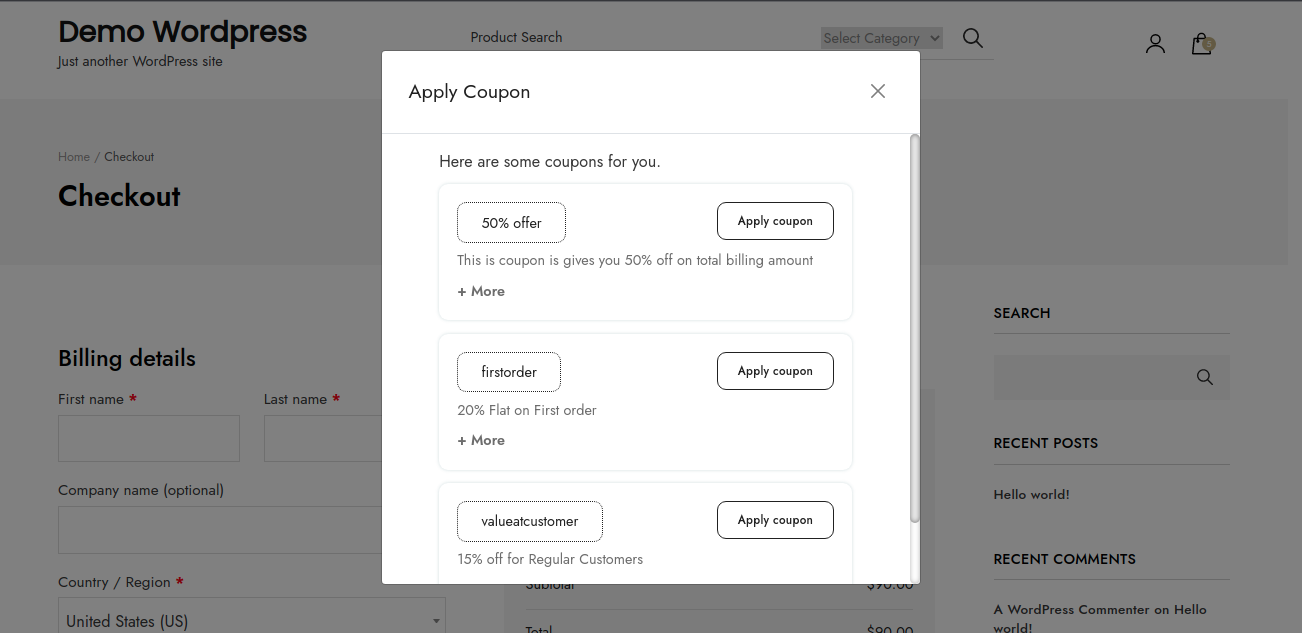 Demo Wordpress
Just another WordPress site
Product Search
Select Category
Home / Checkout
Checkout
Apply Coupon
Here are some coupons for you.
50% offer
Apply coupon
This is coupon is gives you 50% off on total billing amount
+ More
firstorder
Apply coupon
20% Flat on First order
+ More
valueatcustomer
Apply coupon
15% off for Regular Customers
Billing details
First name *
Last name *
Company name (optional)
Country / Region *
United States (US)
Subtotal
$90.00
Total
$90.00
SEARCH
RECENT POSTS
Hello world!
RECENT COMMENTS
A WordPress Commenter on Hello
world!